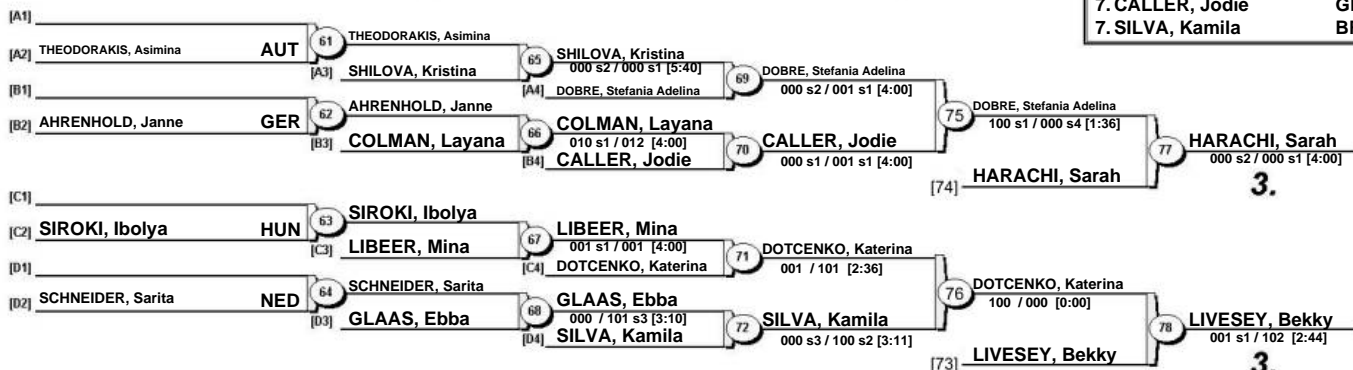 7. CALLER, Jodie
7. SILVA, Kamila
[A1]
[A2] THEODORAKIS, Asimina AUT
61
THEODORAKIS, Asimina
[A3] SHILOVA, Kristina
65
SHILOVA, Kristina
000 s2 / 000 s1 [5:40]
[A4] DOBRE, Stefania Adelina
69
DOBRE, Stefania Adelina
000 s2 / 001 s1 [4:00]
[B1]
[B2] AHRENHOLD, Janne GER
62
AHRENHOLD, Janne
[B3] COLMAN, Layana
66
COLMAN, Layana
010 s1 / 012 [4:00]
[B4] CALLER, Jodie
70
CALLER, Jodie
000 s1 / 001 s1 [4:00]
75
DOBRE, Stefania Adelina
100 s1 / 000 s4 [1:36]
[74] HARACHI, Sarah
77
HARACHI, Sarah
000 s2 / 000 s1 [4:00]
3.
[C1]
[C2] SIROKI, Ibolya HUN
63
SIROKI, Ibolya
[C3] LIBEER, Mina
67
LIBEER, Mina
001 s1 / 001 [4:00]
[C4] DOTCENKO, Katerina
71
DOTCENKO, Katerina
001 / 101 [2:36]
[D1]
[D2] SCHNEIDER, Sarita NED
64
SCHNEIDER, Sarita
[D3] GLAAS, Ebba
68
GLAAS, Ebba
000 / 101 s3 [3:10]
[D4] SILVA, Kamila
72
SILVA, Kamila
000 s3 / 100 s2 [3:11]
76
DOTCENKO, Katerina
100 / 000 [0:00]
[73] LIVESEY, Bekky
78
LIVESEY, Bekky
001 s1 / 102 [2:44]
3.